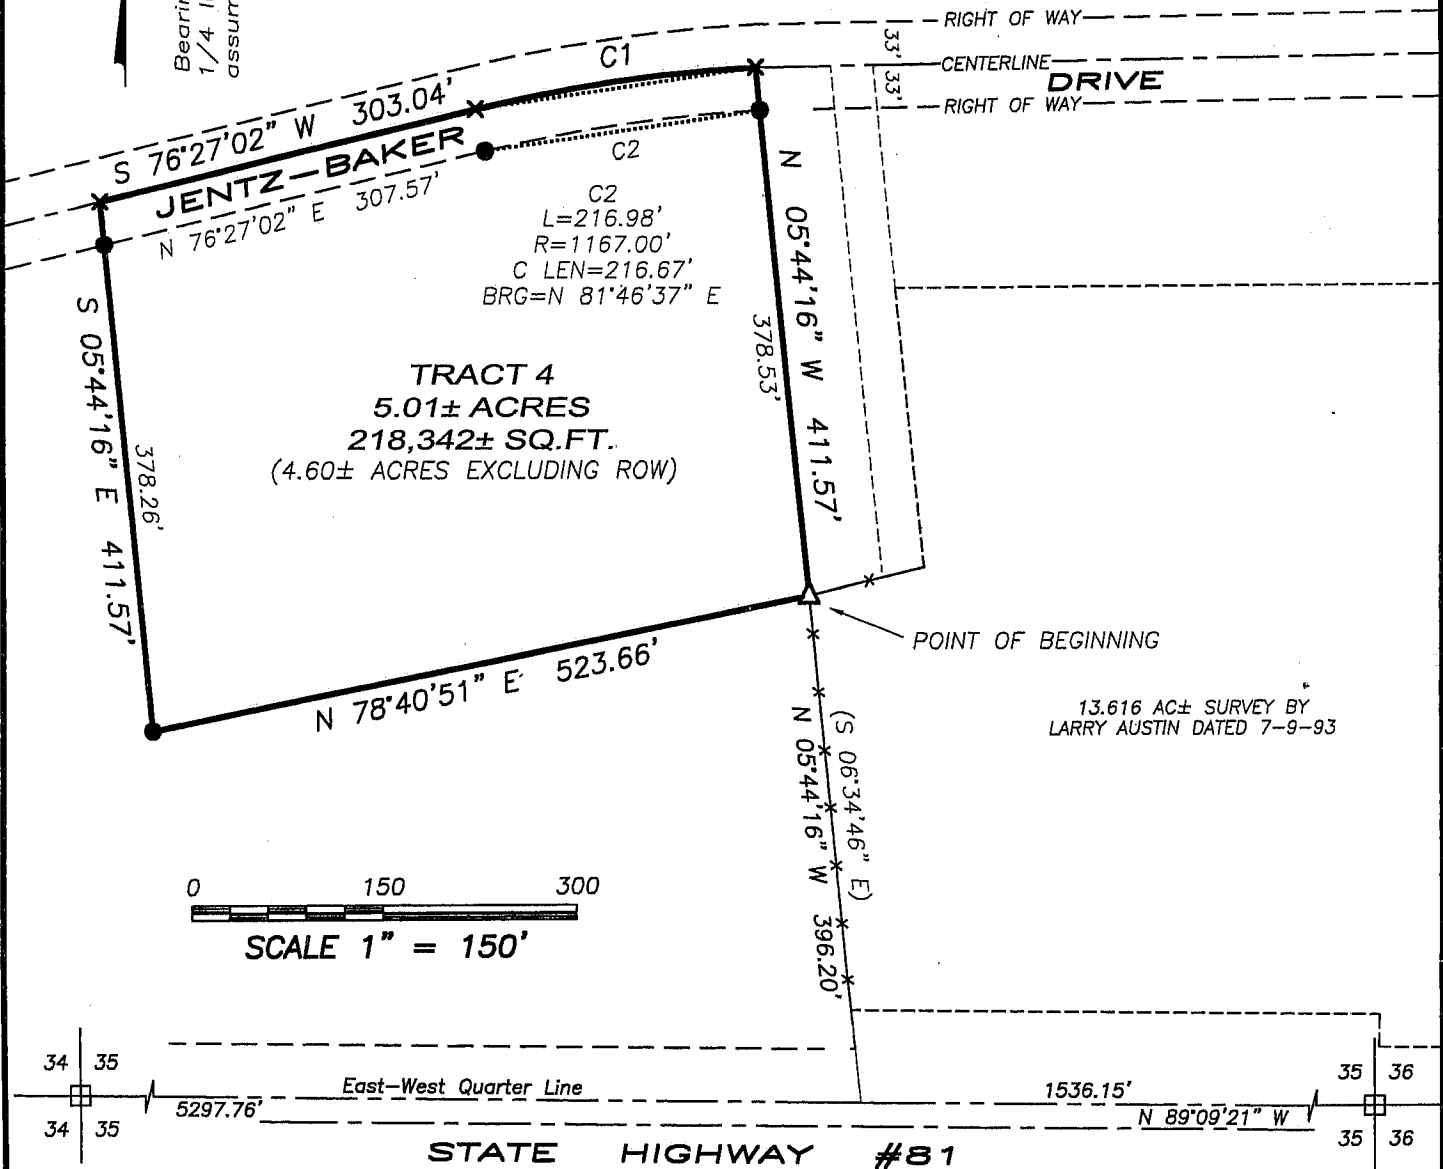 Bearin
1/4 l
assum
RIGHT OF WAY
33'
CENTERLINE
33'
DRIVE
RIGHT OF WAY
C1
S 76°27'02" W 303.04'
JENTZ-BAKER
N 76°27'02" E 307.57'
C2
C2
L=216.98'
R=1167.00'
C LEN=216.67'
BRG=N 81°46'37" E
N 05°44'16" W 411.57'
378.53'
S 05°44'16" E 411.57'
378.26'
TRACT 4
5.01± ACRES
218,342± SQ.FT.
(4.60± ACRES EXCLUDING ROW)
POINT OF BEGINNING
N 78°40'51" E 523.66'
13.616 AC± SURVEY BY
LARRY AUSTIN DATED 7-9-93
(S 06°34'46" E)
N 05°44'16" W 396.20'
0 150 300
SCALE 1" = 150'
34 35
34 35
East-West Quarter Line
5297.76'
1536.15'
N 89°09'21" W
35 36
35 36
STATE HIGHWAY #81